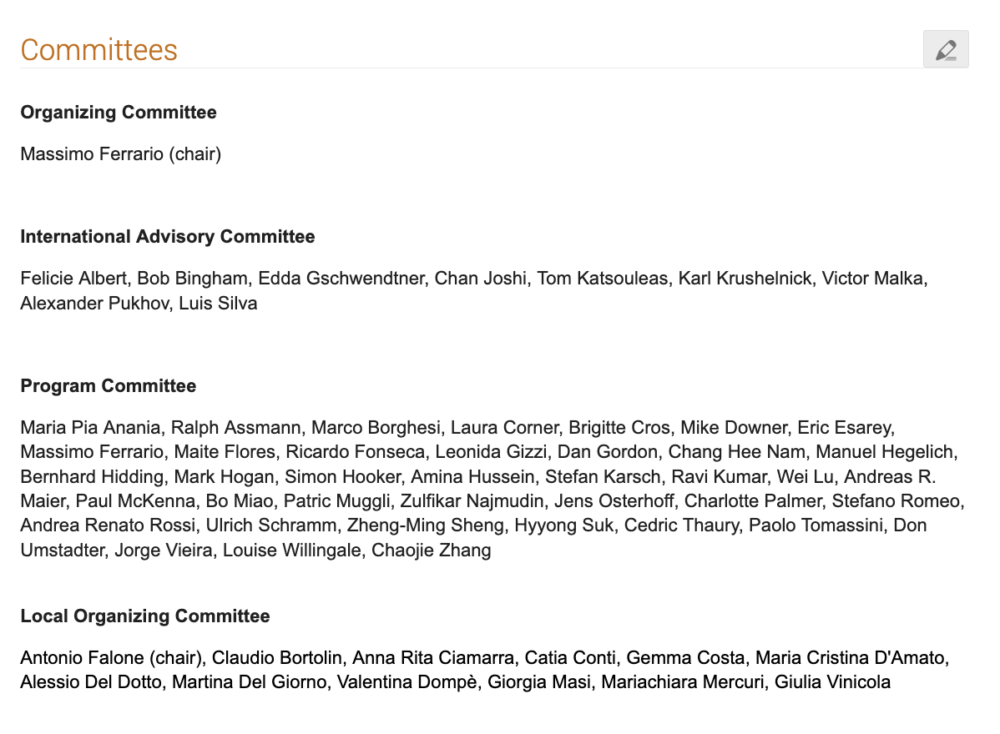 Committees
Organizing Committee
Massimo Ferrario (chair)
International Advisory Committee
Felicie Albert, Bob Bingham, Edda Gschwendtner, Chan Joshi, Tom Katsouleas, Karl Krushelnick, Victor Malka,
Alexander Pukhov, Luis Silva
Program Committee
Maria Pia Anania, Ralph Assmann, Marco Borghesi, Laura Corner, Brigitte Cros, Mike Downer, Eric Esarey,
Massimo Ferrario, Maite Flores, Ricardo Fonseca, Leonida Gizzi, Dan Gordon, Chang Hee Nam, Manuel Hegelich,
Bernhard Hidding, Mark Hogan, Simon Hooker, Amina Hussein, Stefan Karsch, Ravi Kumar, Wei Lu, Andreas R.
Maier, Paul McKenna, Bo Miao, Patric Muggli, Zulfikar Najmudin, Jens Osterhoff, Charlotte Palmer, Stefano Romeo,
Andrea Renato Rossi, Ulrich Schramm, Zheng-Ming Sheng, Hyyong Suk, Cedric Thaury, Paolo Tomassini, Don
Umstadter, Jorge Vieira, Louise Willingale, Chaojie Zhang
Local Organizing Committee
Antonio Falone (chair), Claudio Bortolin, Anna Rita Ciamarra, Catia Conti, Gemma Costa, Maria Cristina D'Amato,
Alessio Del Dotto, Martina Del Giorno, Valentina Dompè, Giorgia Masi, Mariachiara Mercuri, Giulia Vinicola